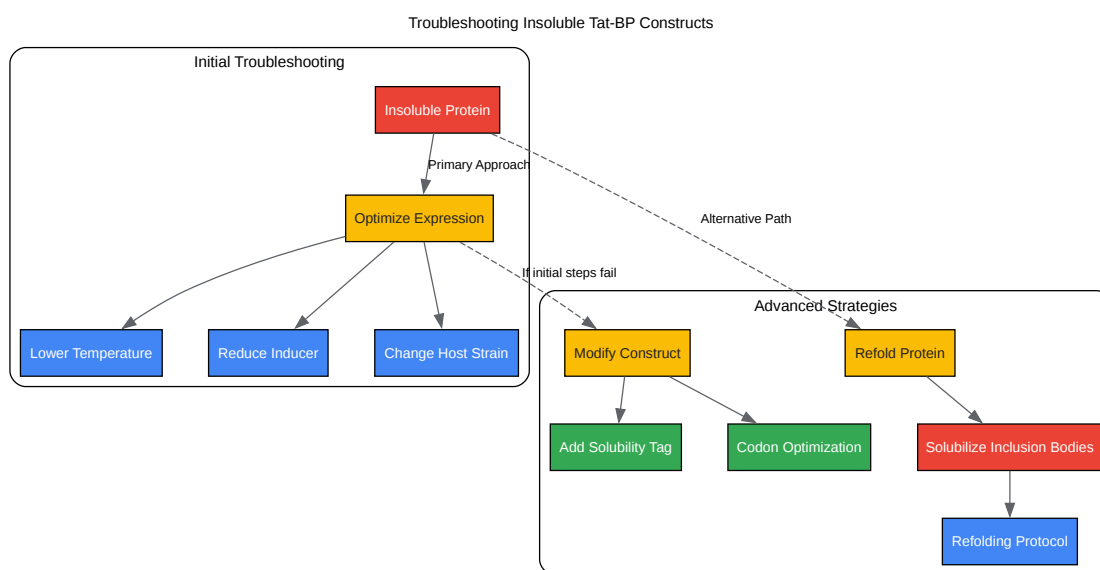 Troubleshooting Insoluble Tat-BP Constructs
Initial Troubleshooting
Insoluble Protein
Primary Approach
Optimize Expression
Alternative Path
If initial steps fail
Advanced Strategies
Lower Temperature
Reduce Inducer
Change Host Strain
Modify Construct
Refold Protein
Add Solubility Tag
Codon Optimization
Solubilize Inclusion Bodies
Refolding Protocol